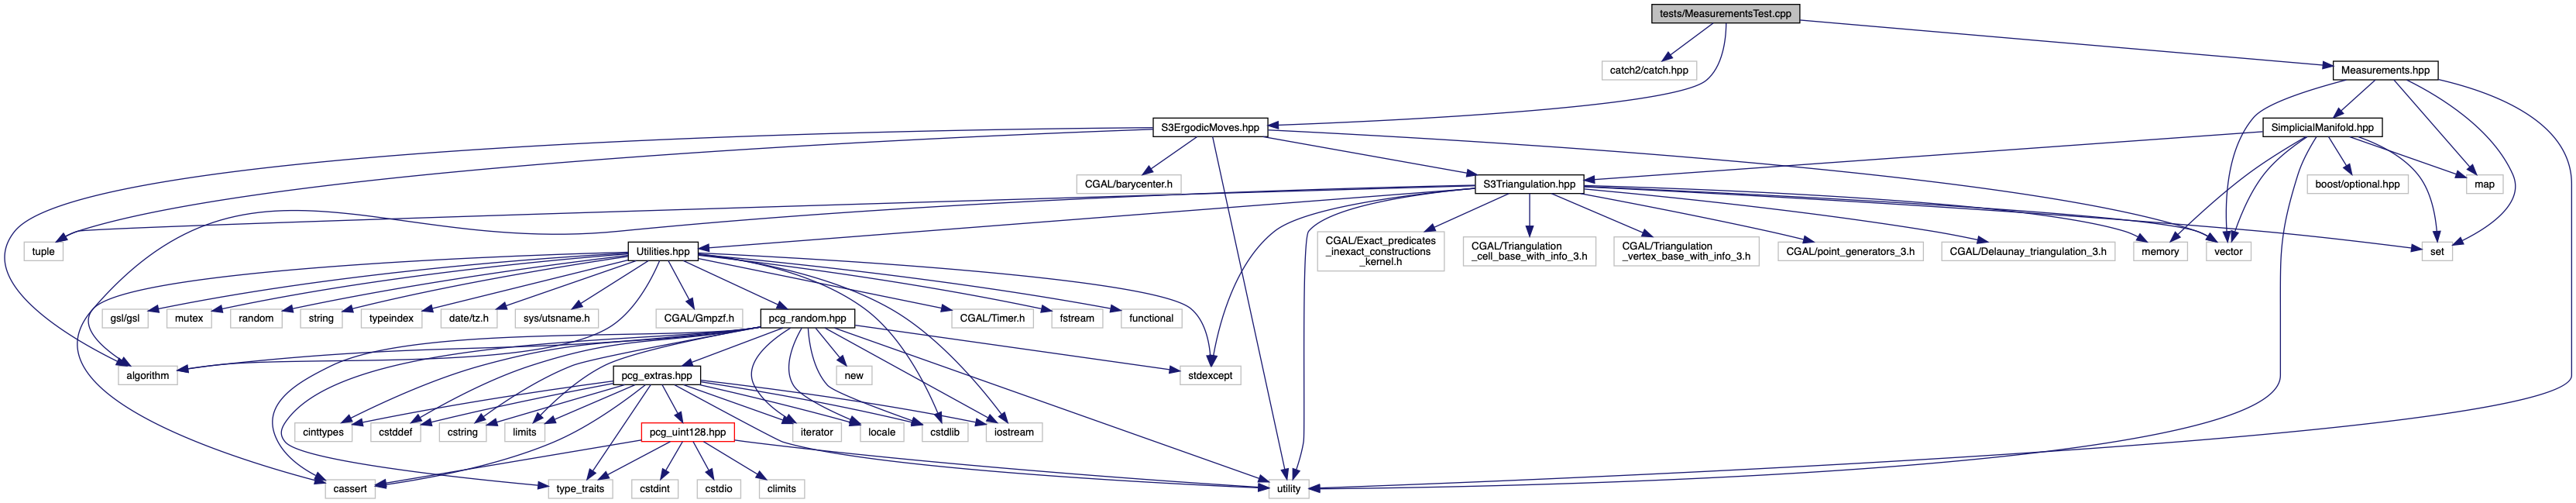 tests/MeasurementsTest.cpp
catch2/catch.hpp
Measurements.hpp
S3ErgodicMoves.hpp
SimplicialManifold.hpp
CGAL/barycenter.h
S3Triangulation.hpp
boost/optional.hpp
map
tuple
Utilities.hpp
CGAL/Exact_predicates
_inexact_constructions
_kernel.h
CGAL/Triangulation
_cell_base_with_info_3.h
CGAL/Triangulation
_vertex_base_with_info_3.h
CGAL/point_generators_3.h
CGAL/Delaunay_triangulation_3.h
memory
vector
set
gsl/gsl
mutex
random
string
typeindex
date/tz.h
sys/utsname.h
CGAL/Gmpzf.h
pcg_random.hpp
CGAL/Timer.h
fstream
functional
algorithm
pcg_extras.hpp
new
stdexcept
cinttypes
cstddef
cstring
limits
pcg_uint128.hpp
iterator
locale
cstdlib
iostream
cassert
type_traits
cstdint
cstdio
climits
utility